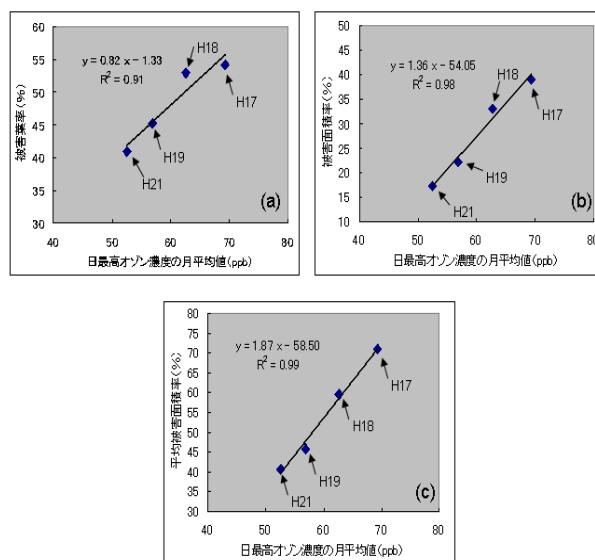 60
55
50
45
40
35
30
被害葉率(%)
y = 0.82 x - 1.33
R² = 0.91
H18
H17
H19
H21
(a)
40 50 60 70 80
日最高オゾン濃度の月平均値(ppb)
50
45
40
35
30
25
20
15
10
被害面積率(%)
y = 1.36 x - 54.05
R² = 0.98
H18
H17
H19
H21
(b)
40 50 60 70 80
日最高オゾン濃度の月平均値(ppb)
85
80
75
70
65
60
55
50
45
40
35
30
平均被害面積率(%)
y = 1.87 x - 58.50
R² = 0.99
H17
H18
H19
H21
(c)
40 50 60 70 80
日最高オゾン濃度の月平均値(ppb)